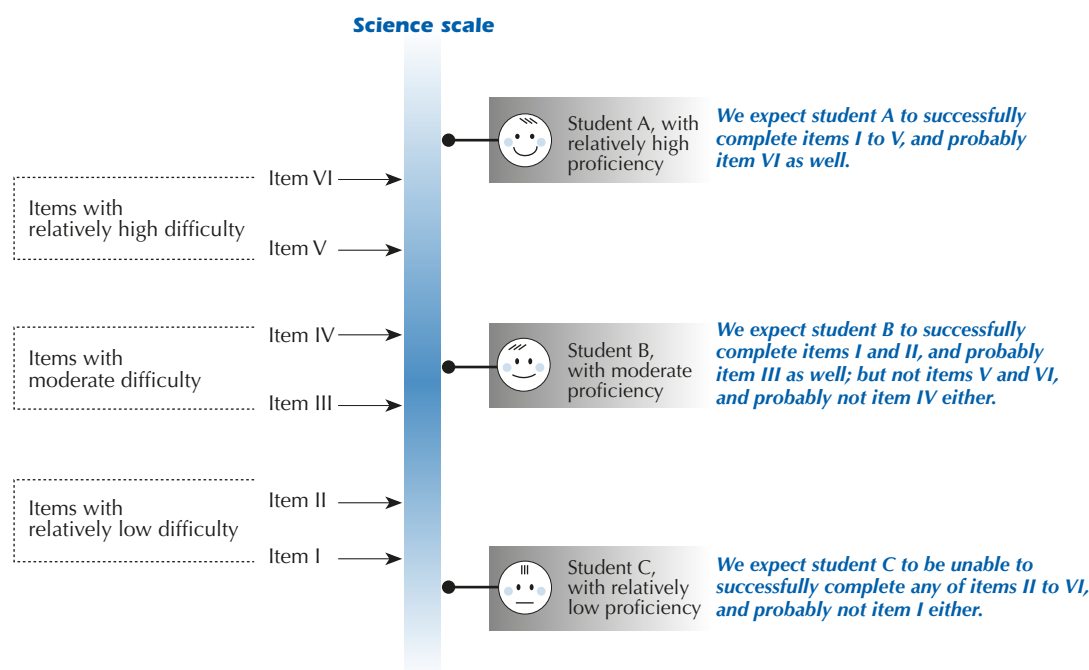 Science scale
Items with
relatively high difficulty
Item VI
Item V
Items with
moderate difficulty
Item IV
Item III
Items with
relatively low difficulty
Item II
Item I
Student A, with
relatively high
proficiency
We expect student A to successfully
complete items I to V, and probably
item VI as well.
Student B,
with moderate
proficiency
We expect student B to successfully
complete items I and II, and probably
item III as well; but not items V and VI,
and probably not item IV either.
Student C,
with relatively
low proficiency
We expect student C to be unable to
successfully complete any of items II to VI,
and probably not item I either.